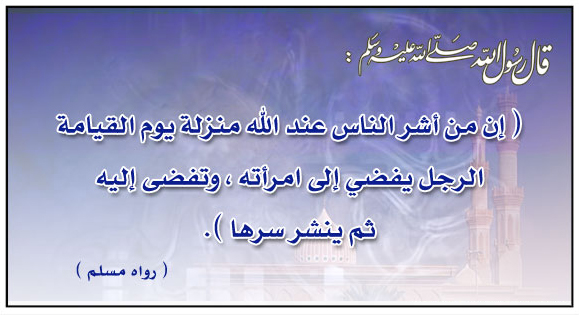 قال رسول الله صلى الله عليه وسلم :
( إن من أشر الناس عند الله منزلة يوم القيامة
الرجل يفضي إلى امرأته ، وتفضى إليه
ثم ينشر سرها ).
( رواه مسلم )